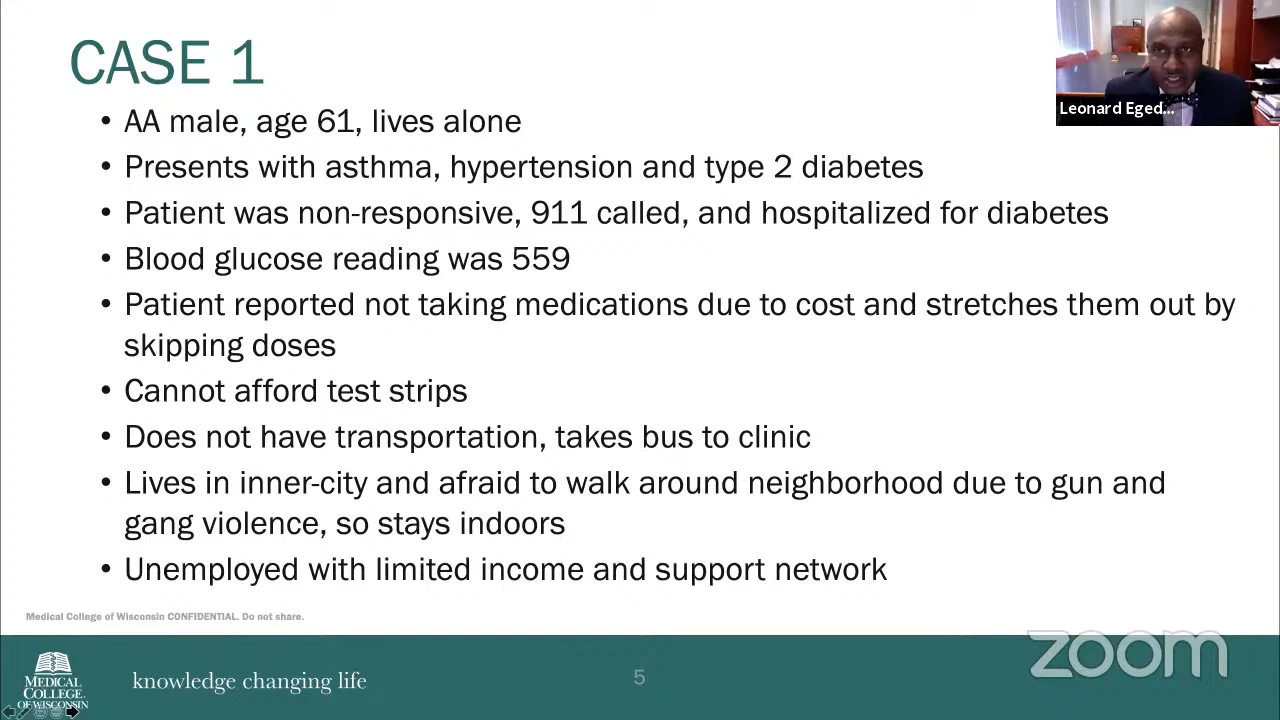 CASE 1
Leonard Eged...
• AA male, age 61, lives alone
• Presents with asthma, hypertension and type 2 diabetes
• Patient was non-responsive, 911 called, and hospitalized for diabetes
• Blood glucose reading was 559
• Patient reported not taking medications due to cost and stretches them out by
skipping doses
• Cannot afford test strips
• Does not have transportation, takes bus to clinic
• Lives in inner-city and afraid to walk around neighborhood due to gun and
gang violence, so stays indoors
• Unemployed with limited income and support network
Medical College of Wisconsin CONFIDENTIAL. Do not share.
MEDICAL
COLLEGE
OF WISCONSIN
knowledge changing life
5
zoom